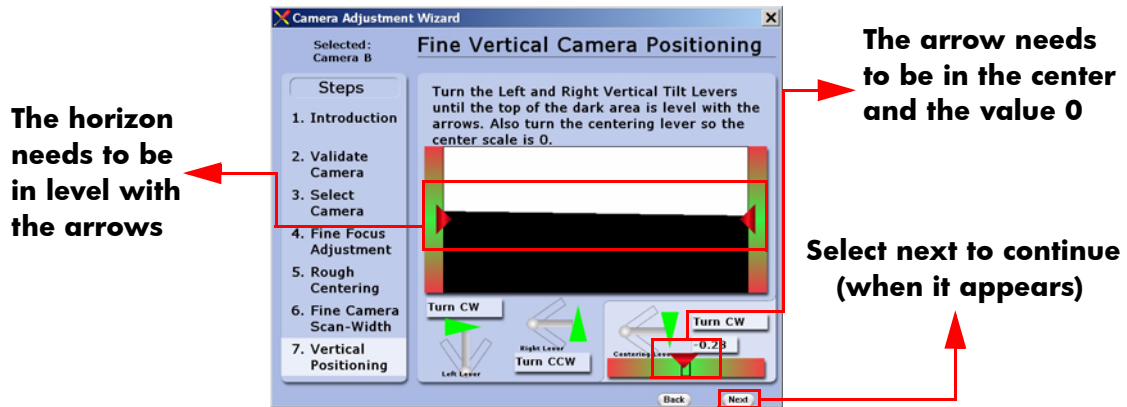 Camera Adjustment Wizard
Selected:
Camera B
Fine Vertical Camera Positioning
Steps
1. Introduction
2. Validate
Camera
3. Select
Camera
4. Fine Focus
Adjustment
5. Rough
Centering
6. Fine Camera
Scan-Width
7. Vertical
Positioning
Turn the Left and Right Vertical Tilt Levers
until the top of the dark area is level with the
arrows. Also turn the centering lever so the
center scale is 0.
Turn CW
Left Lever
Right Lever
Turn CCW
Turn CW
Centering Lever
-0.28
Back
Next
The horizon
needs to be
in level with
the arrows
The arrow needs
to be in the center
and the value 0
Select next to continue
(when it appears)